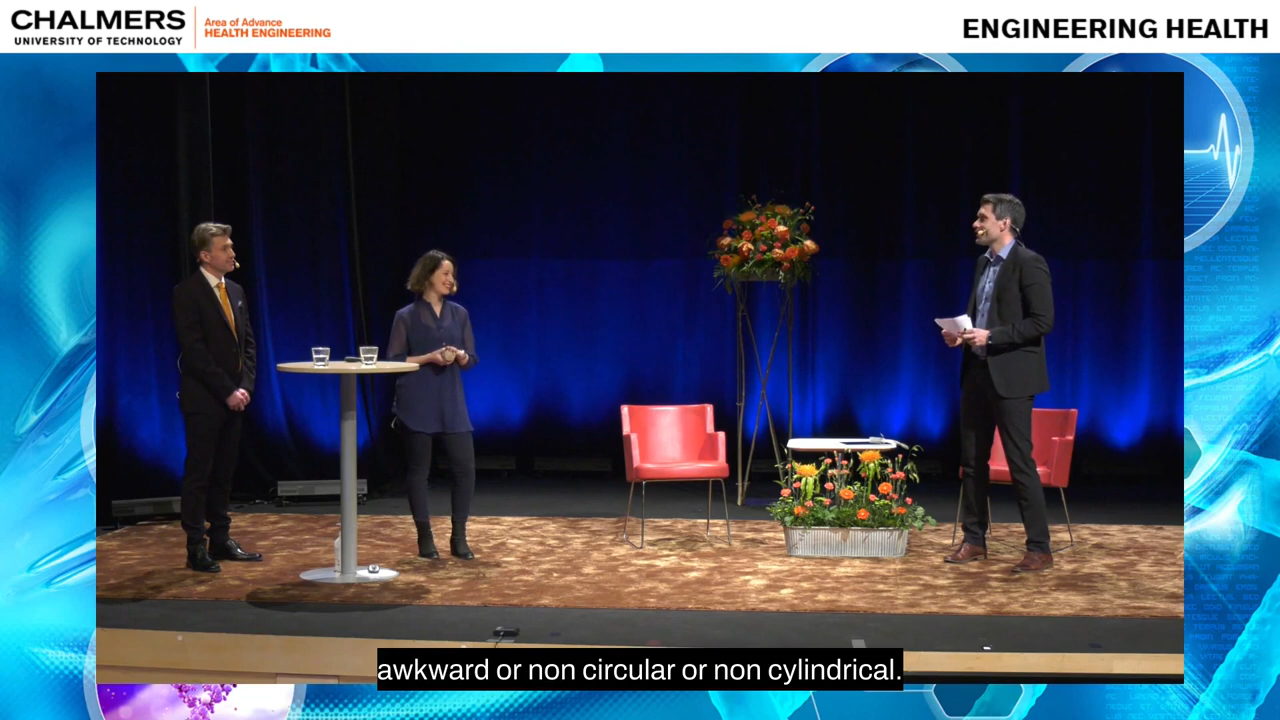 CHALMERS
UNIVERSITY OF TECHNOLOGY
Area of Advance
HEALTH ENGINEERING
ENGINEERING HEALTH
awkward or non circular or non cylindrical.